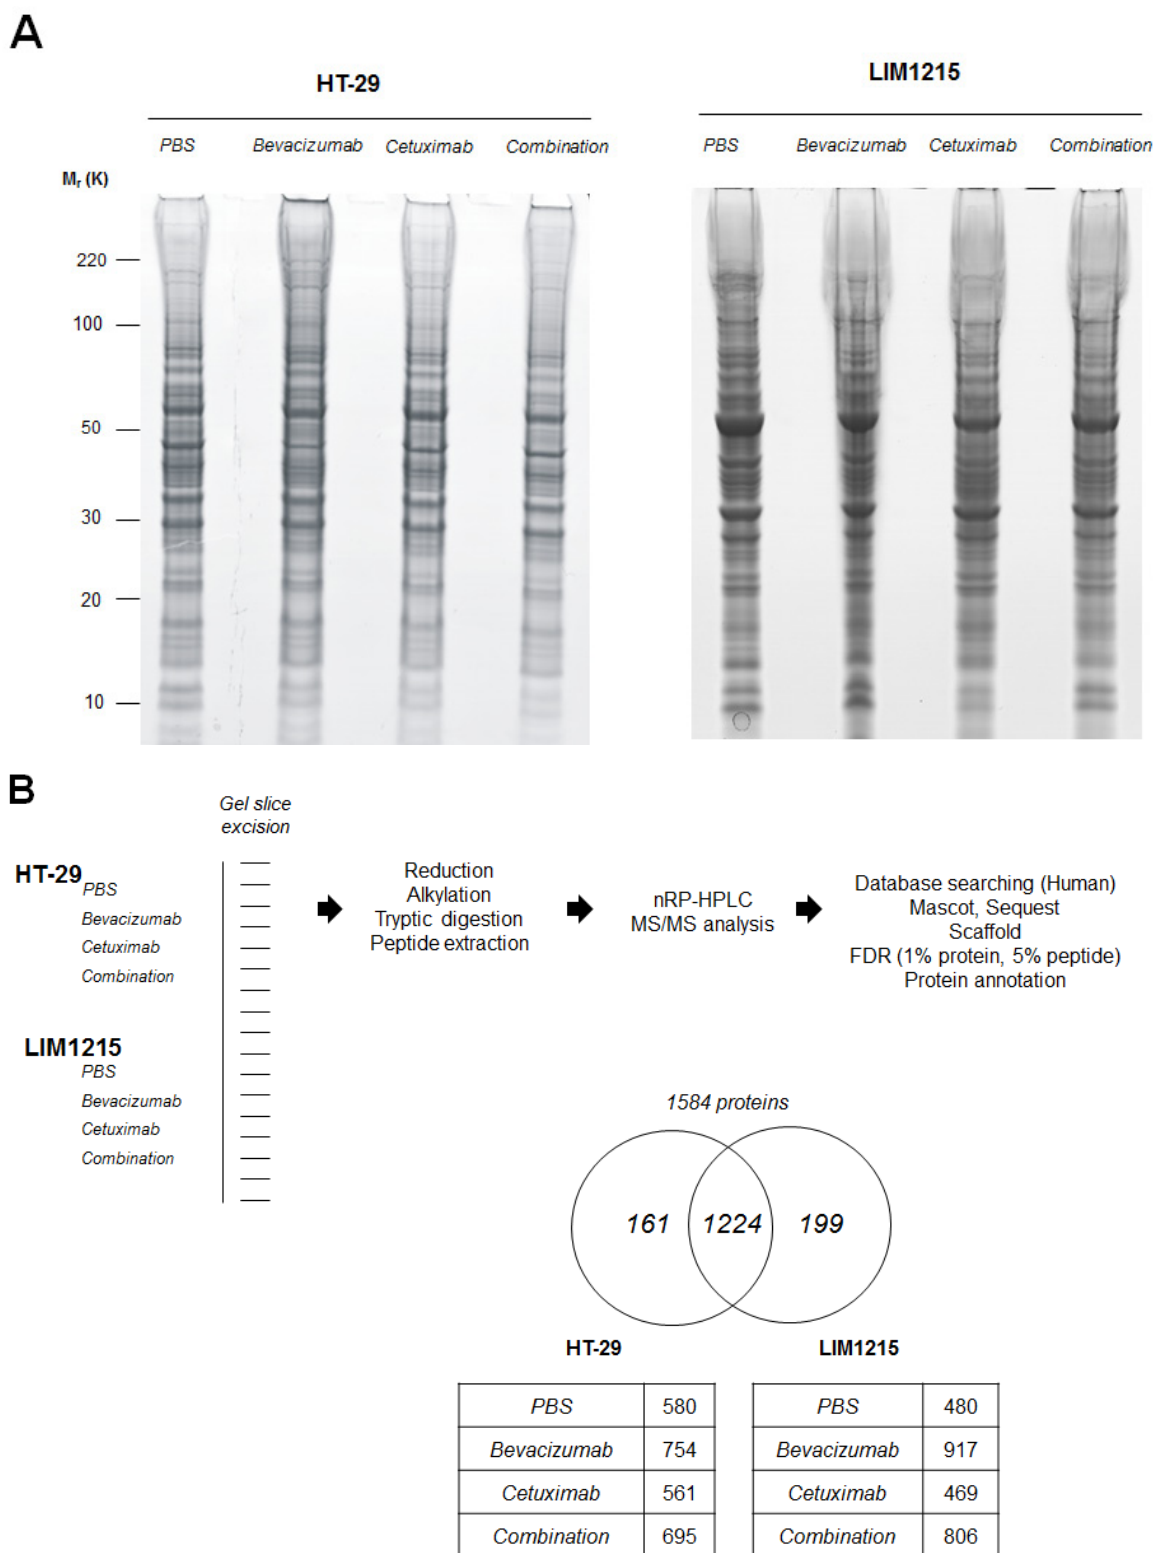 A
HT-29
LIM1215
PBS Bevacizumab Cetuximab Combination
PBS Bevacizumab Cetuximab Combination
Mr (K)
220
100
50
30
20
10
B
Gel slice
excision
HT-29
PBS
Bevacizumab
Cetuximab
Combination
LIM1215
PBS
Bevacizumab
Cetuximab
Combination
Reduction
Alkylation
Tryptic digestion
Peptide extraction
nRP-HPLC
MS/MS analysis
Database searching (Human)
Mascot, Sequest
Scaffold
FDR (1% protein, 5% peptide)
Protein annotation
1584 proteins
161 1224 199
HT-29
LIM1215
PBS 580
Bevacizumab 754
Cetuximab 561
Combination 695
PBS 480
Bevacizumab 917
Cetuximab 469
Combination 806